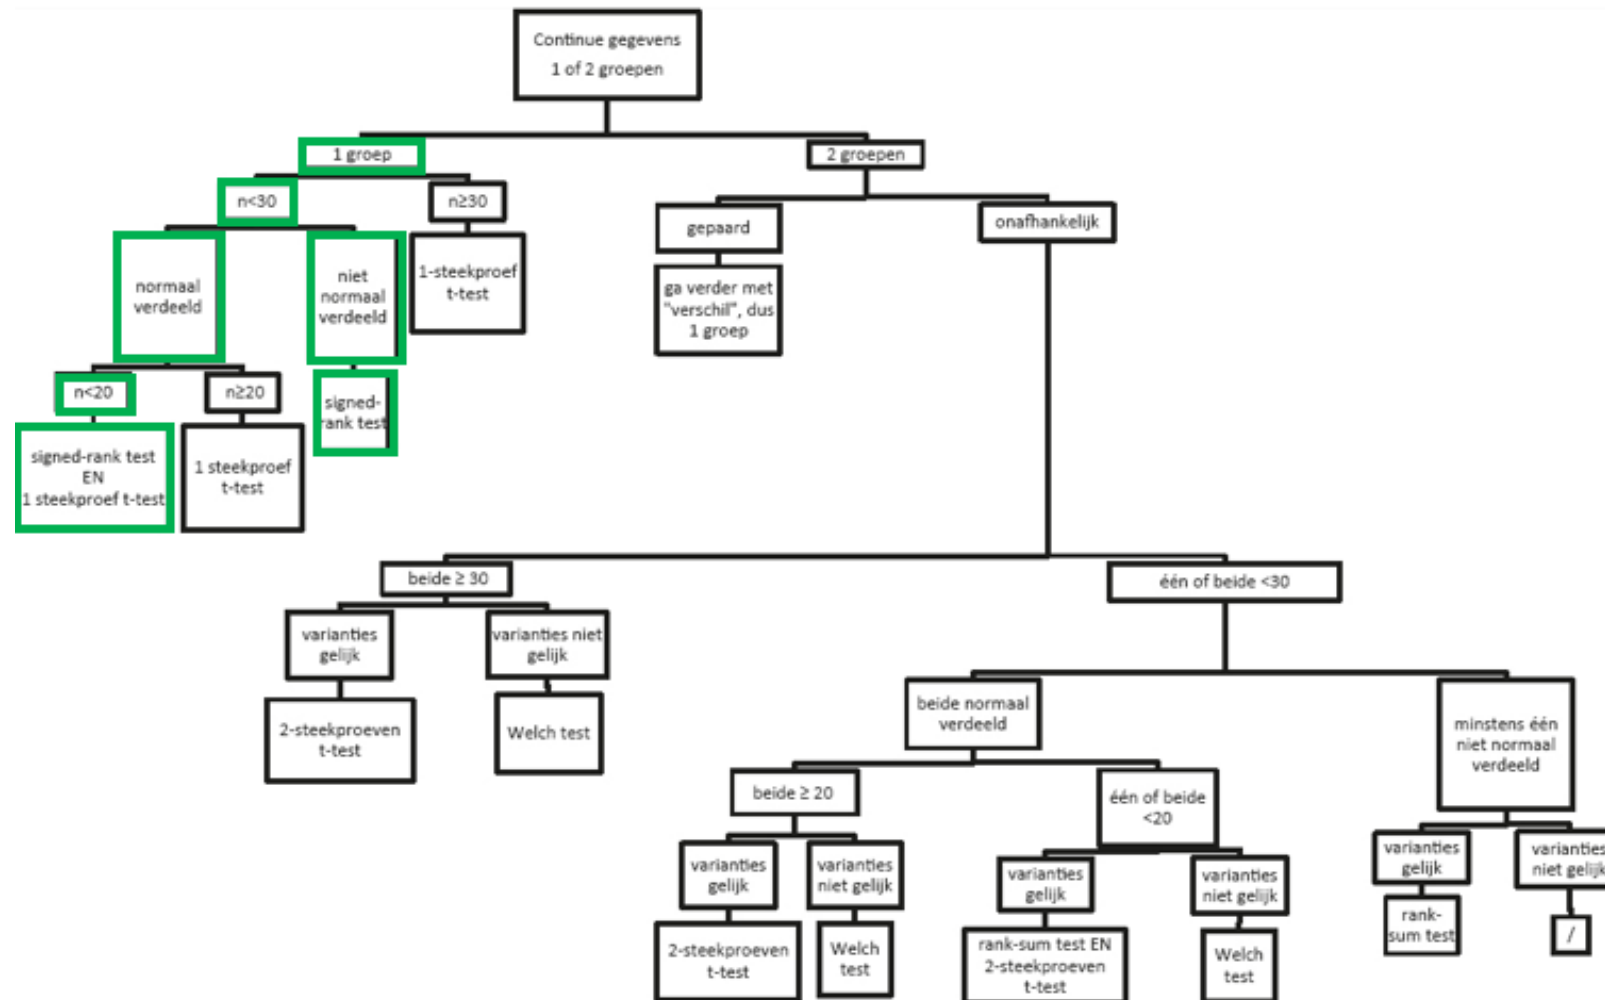 Continue gegevens
1 of 2 groepen
1 groep
2 groepen
n<30
n≥30
gepaard
onafhankelijk
normaal
verdeeld
niet
normaal
verdeeld
1-steekproef
t-test
ga verder met
"verschil", dus
1 groep
n<20
n≥20
signed-
rank test
signed-rank test
EN
1 steekproef t-test
1 steekproef
t-test
beide ≥ 30
één of beide <30
varianties
gelijk
varianties niet
gelijk
2-steekproeven
t-test
Welch test
beide normaal
verdeeld
minstens één
niet normaal
verdeeld
beide ≥ 20
één of beide
<20
varianties
gelijk
varianties
niet gelijk
varianties
gelijk
varianties
niet gelijk
varianties
gelijk
varianties
niet gelijk
2-steekproeven
t-test
Welch
test
rank-sum test EN
2-steekproeven
t-test
Welch
test
rank-
sum test
/